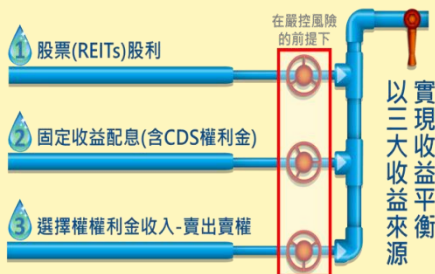 在嚴控風險
的前提下
1 股票(REITs)股利
2 固定收益配息(含CDS權利金)
3 選擇權權利金收入-賣出賣權
實現收益平衡
以三大收益來源